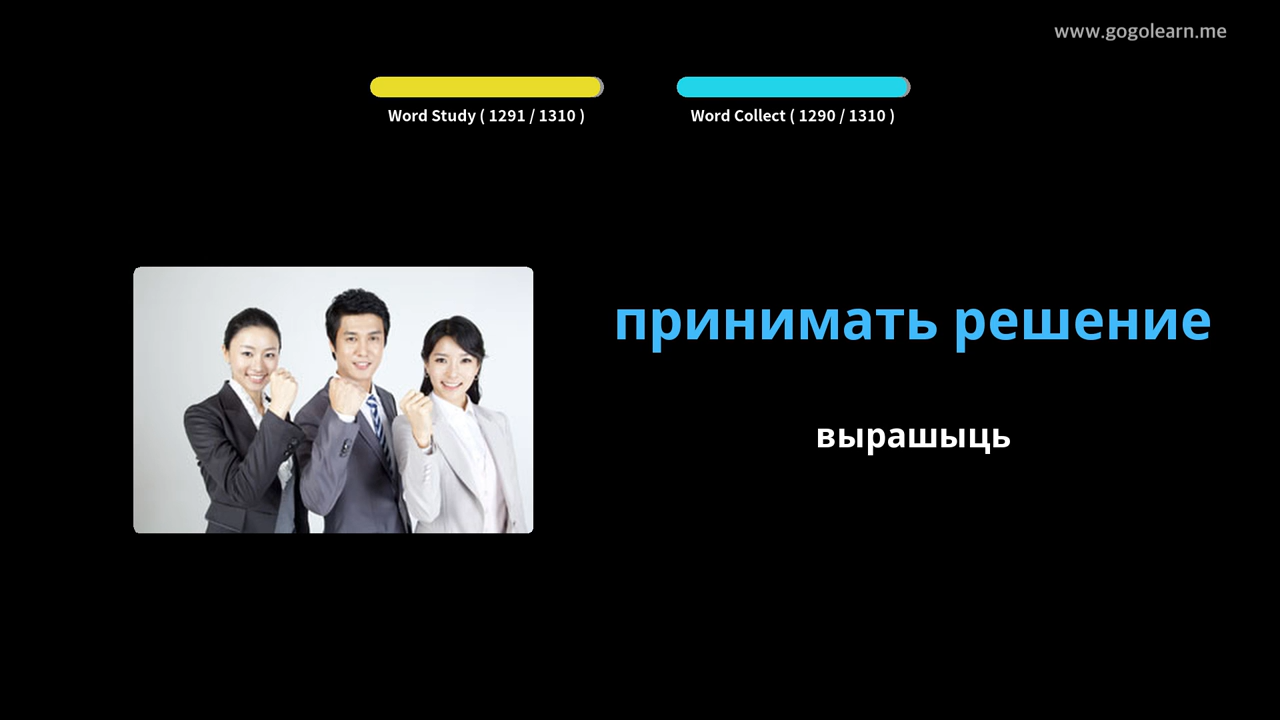 www.gogolearn.me
Word Study ( 1291 / 1310 )
Word Collect ( 1290 / 1310 )
принимать решение
вырашыць